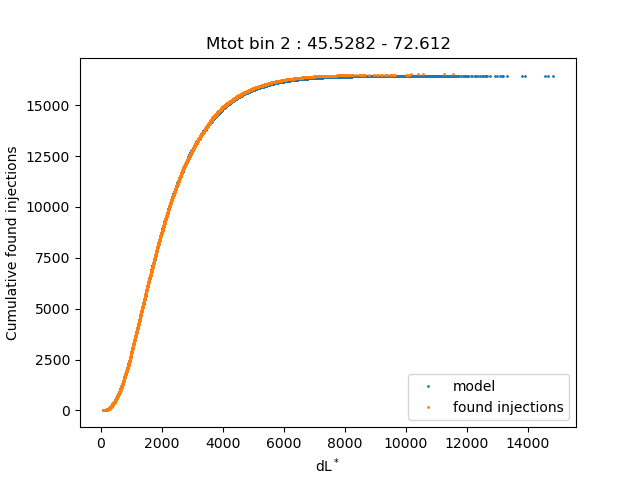 Mtot bin 2 : 45.5282 - 72.612
Cumulative found injections
15000
12500
10000
7500
5000
2500
0
0 2000 4000 6000 8000 10000 12000 14000
dL*
model
found injections